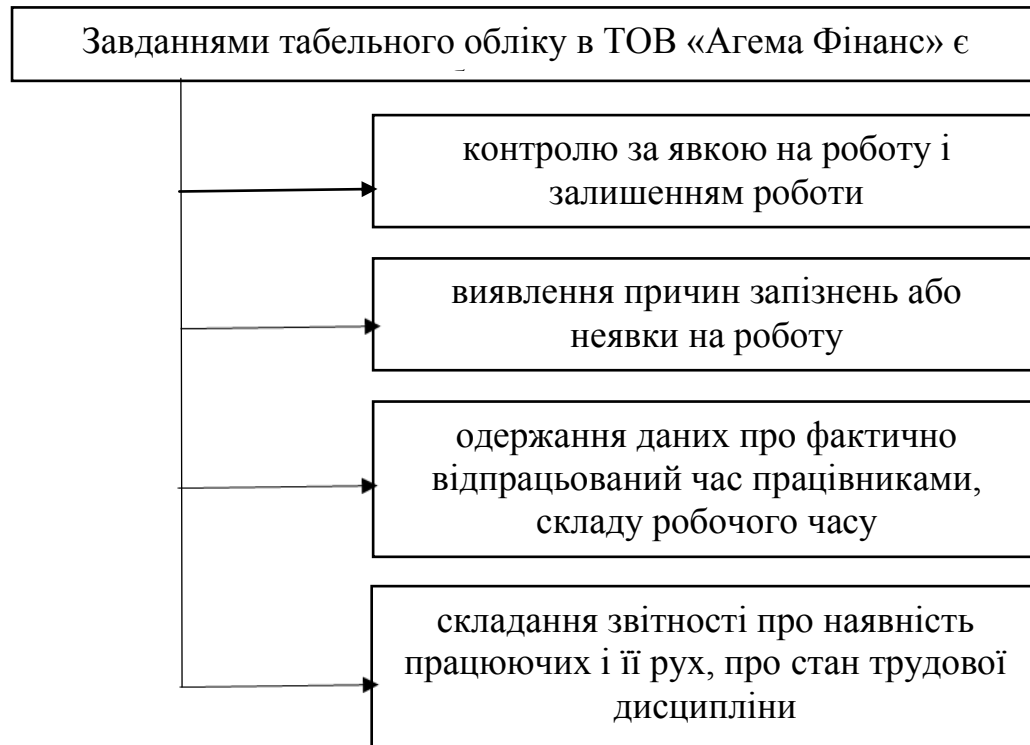 Завданнями табельного обліку в ТОВ «Агема Фінанс» є
контролю за явкою на роботу і
залишенням роботи
виявлення причин запізнень або
неявки на роботу
одержання даних про фактично
відпрацьований час працівниками,
складу робочого часу
складання звітності про наявність
працюючих і її рух, про стан трудової
дисципліни